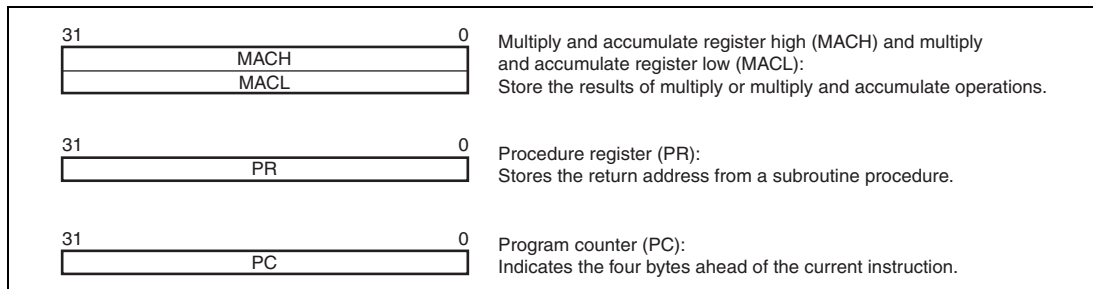 31 0
MACH
MACL
Multiply and accumulate register high (MACH) and multiply
and accumulate register low (MACL):
Store the results of multiply or multiply and accumulate operations.
31 0
PR
Procedure register (PR):
Stores the return address from a subroutine procedure.
31 0
PC
Program counter (PC):
Indicates the four bytes ahead of the current instruction.